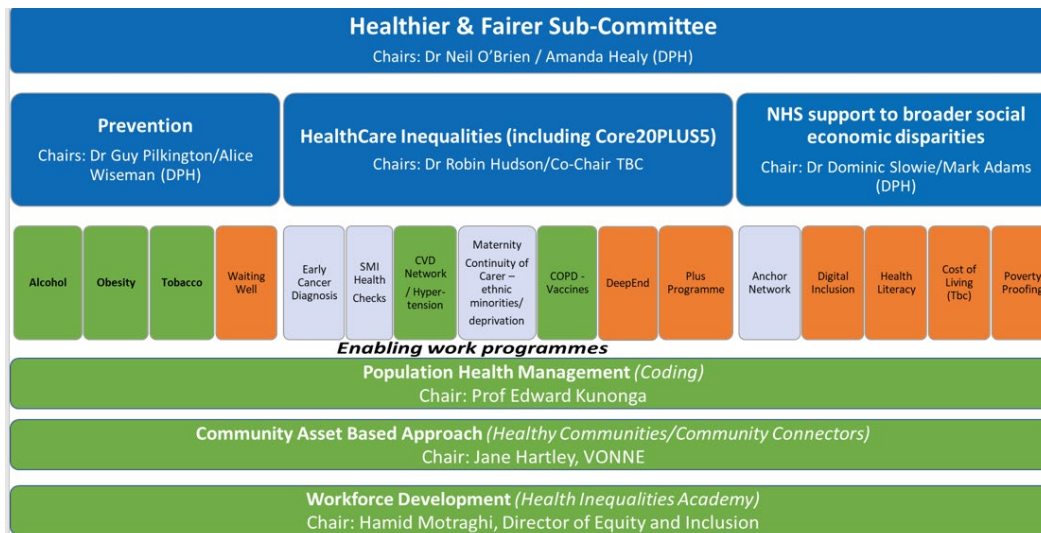 Healthier & Fairer Sub-Committee
Chairs: Dr Neil O'Brien / Amanda Healy (DPH)
Prevention
Chairs: Dr Guy Pilkington/Alice
Wiseman (DPH)
HealthCare Inequalities (including Core20PLUS5)
Chairs: Dr Robin Hudson/Co-Chair TBC
NHS support to broader social
economic disparities
Chair: Dr Dominic Slowie/Mark Adams
(DPH)
Alcohol
Obesity
Tobacco
Waiting
Well
Early
Cancer
Diagnosis
SMI
Health
Checks
CVD
Network
/ Hyper-
tension
Maternity
Continuity of
Carer –
ethnic
minorities/
deprivation
COPD -
Vaccines
DeepEnd
Plus
Programme
Anchor
Network
Digital
Inclusion
Health
Literacy
Cost of
Living
(Tbc)
Poverty
Proofing
Enabling work programmes
Population Health Management (Coding)
Chair: Prof Edward Kunonga
Community Asset Based Approach (Healthy Communities/Community Connectors)
Chair: Jane Hartley, VONNE
Workforce Development (Health Inequalities Academy)
Chair: Hamid Motraghi, Director of Equity and Inclusion